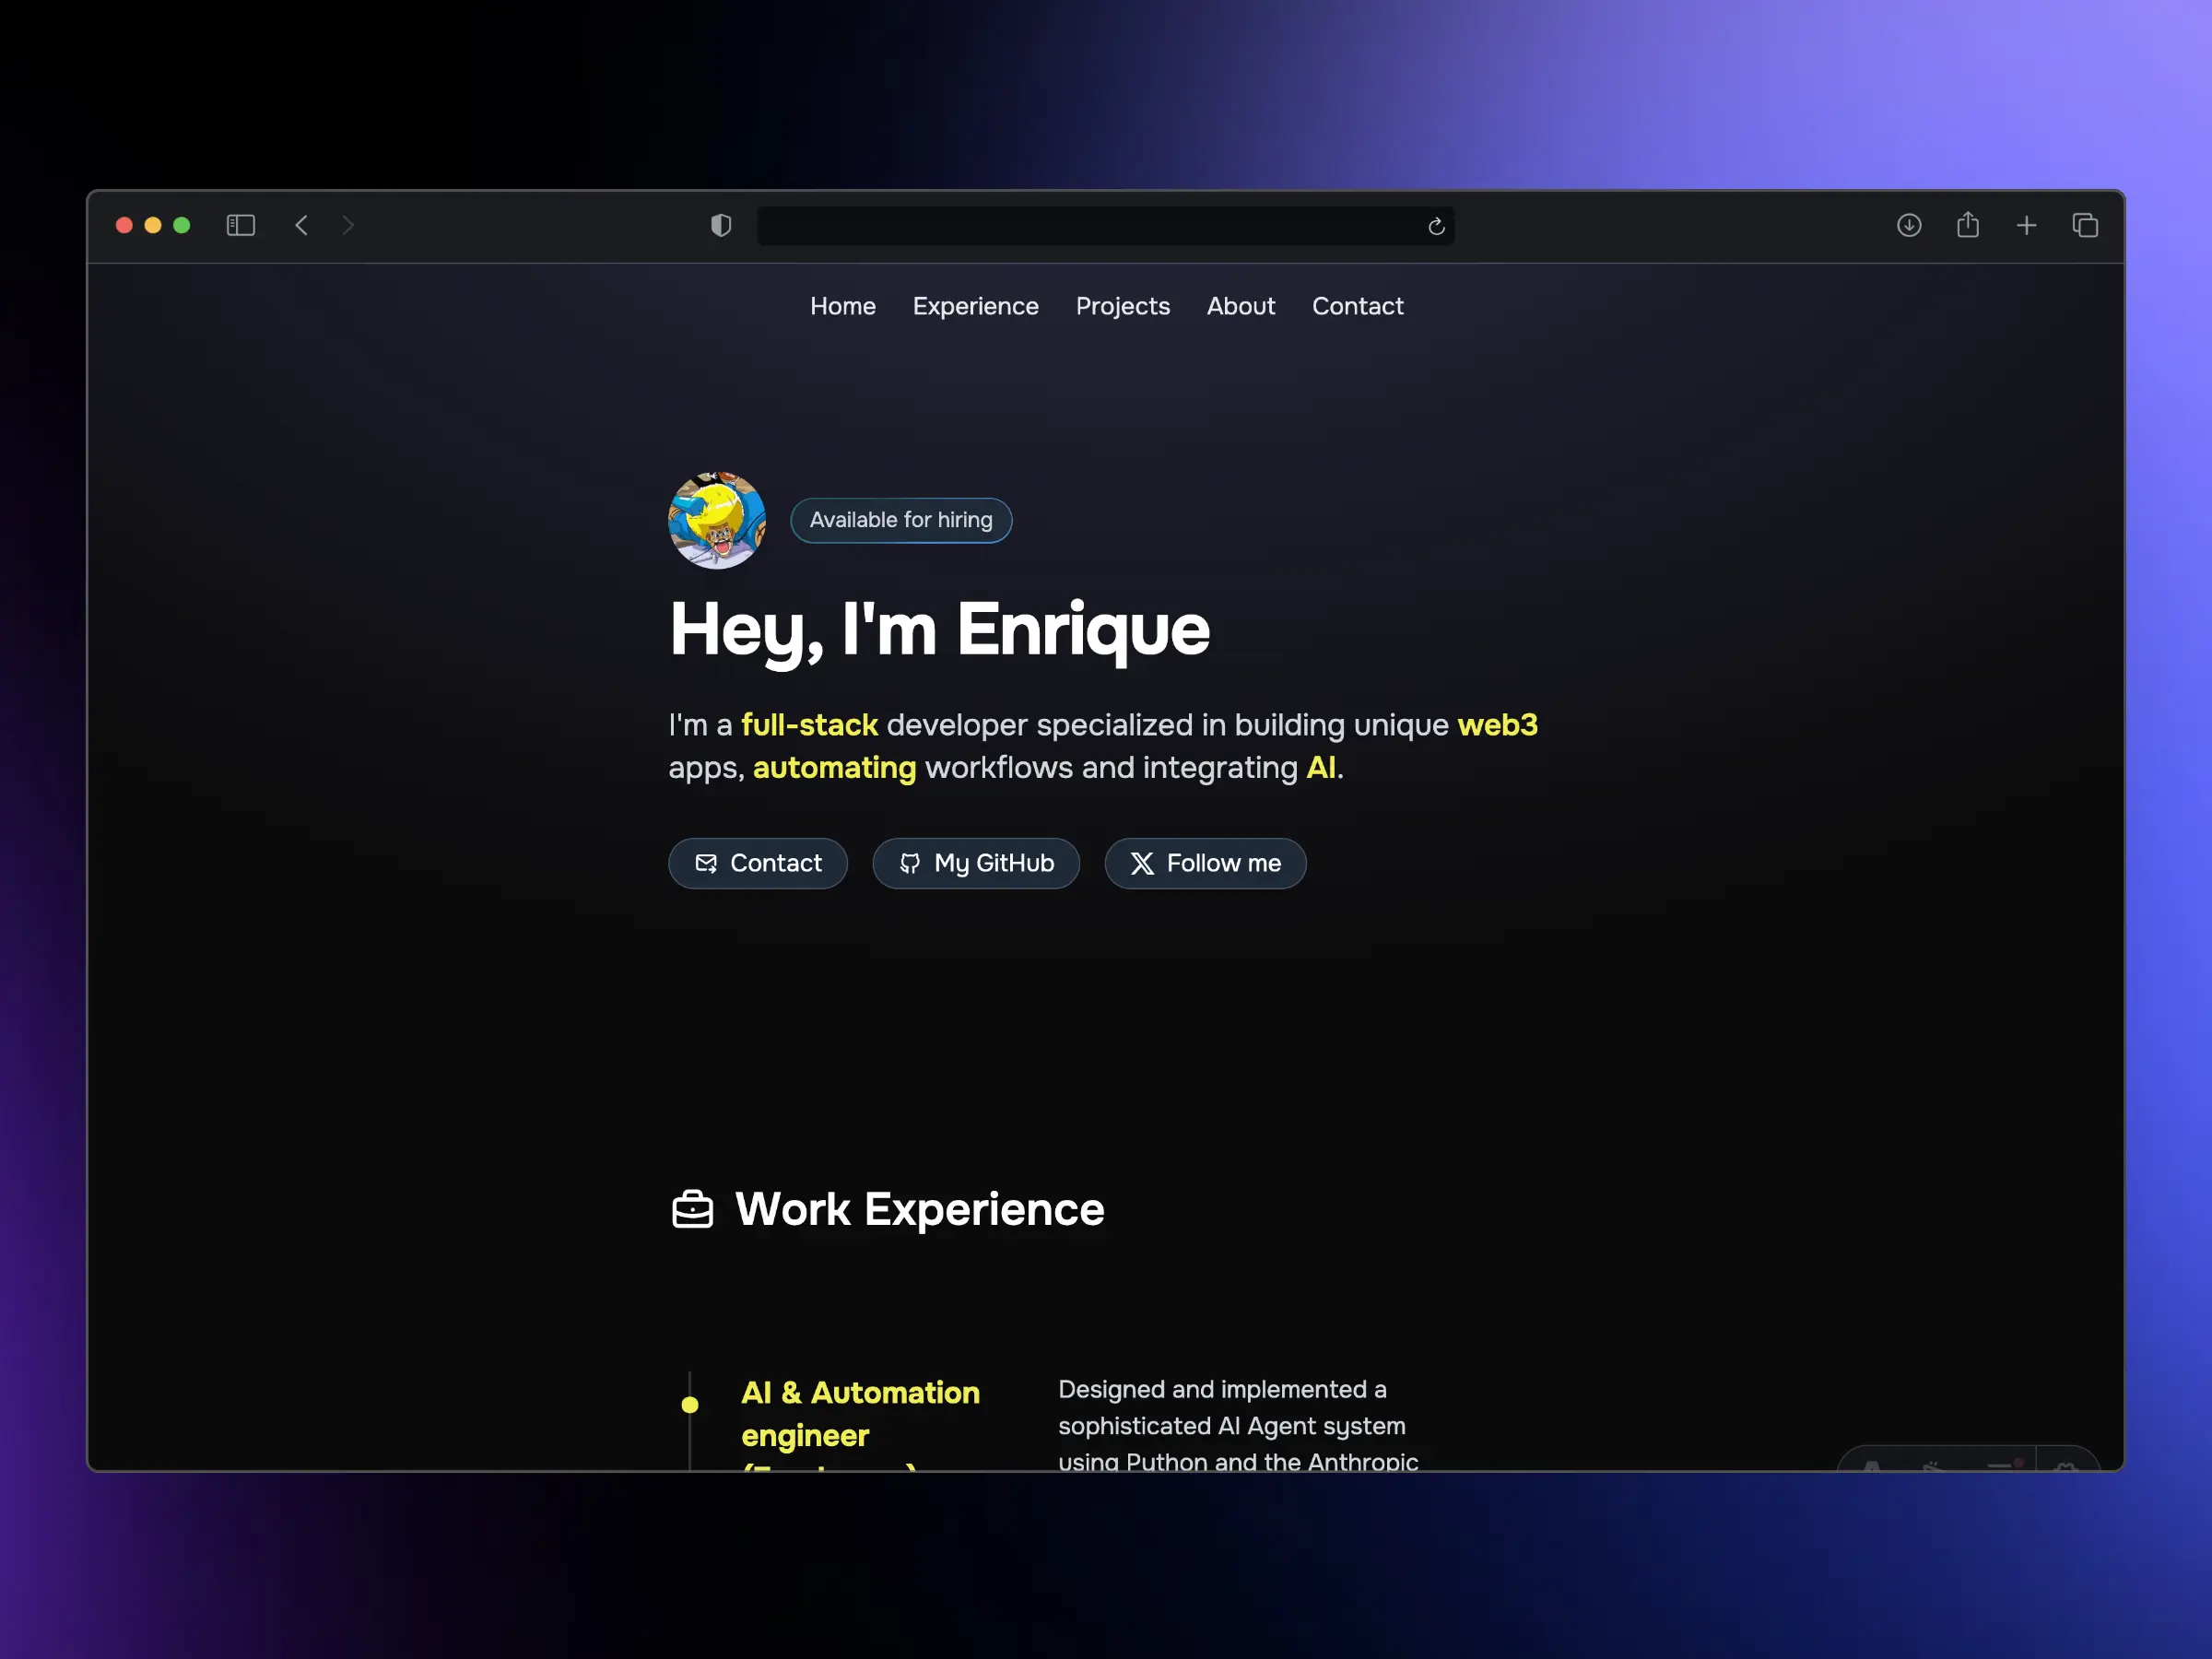 Home Experience Projects About Contact
Available for hiring
Hey, I'm Enrique
I'm a full-stack developer specialized in building unique web3
apps, automating workflows and integrating AI.
Contact My GitHub Follow me
Work Experience
AI & Automation
engineer
Designed and implemented a
sophisticated AI Agent system
using Python and the Anthropic